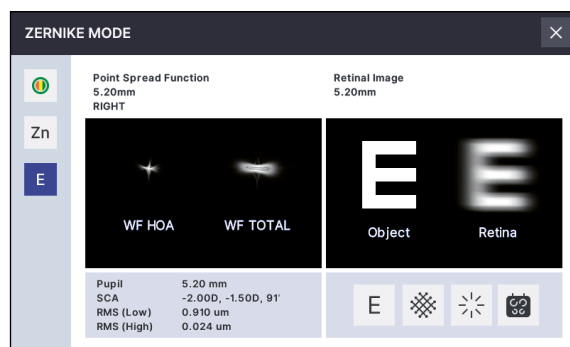 ZERNIKE MODE
Point Spread Function
5.20mm
RIGHT
Retinal Image
5.20mm
Zn
E
WF HOA
WF TOTAL
E
Object
E
Retina
Pupil 5.20 mm
SCA -2.00D, -1.50D, 91'
RMS (Low) 0.910 um
RMS (High) 0.024 um
E